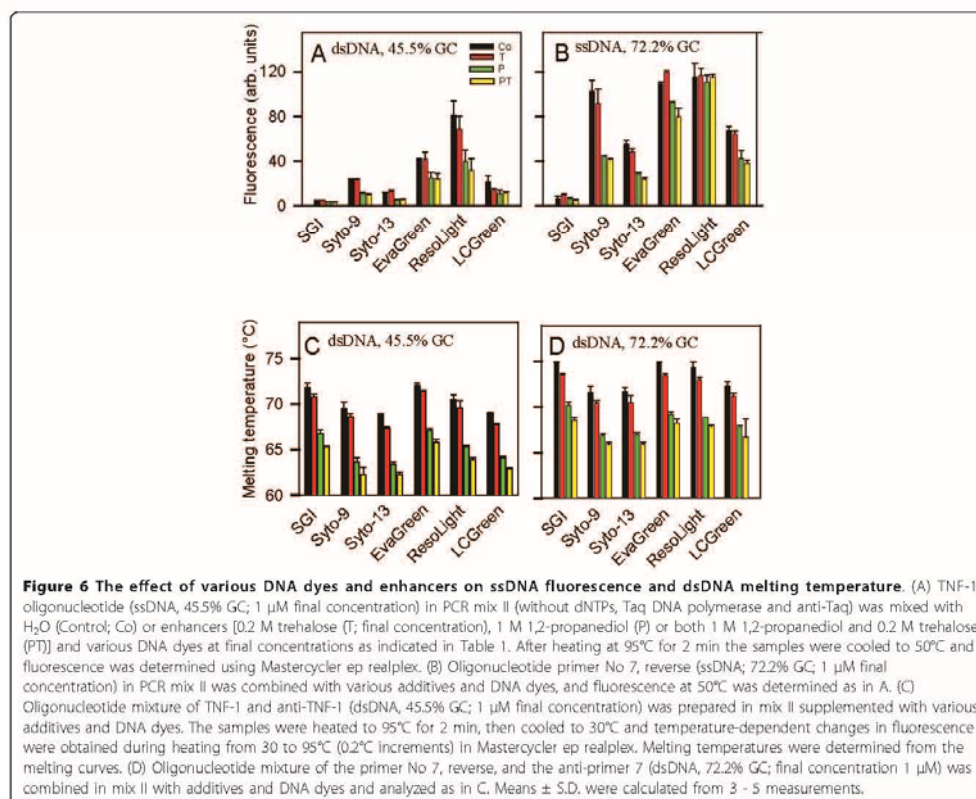 A dsDNA, 45.5% GC
Co
T
P
PT
B ssDNA, 72.2% GC
Fluorescence (arb. units)
120
80
40
0
SGI
Syto-9
Syto-13
EvaGreen
ResoLight
LCGreen
SGI
Syto-9
Syto-13
EvaGreen
ResoLight
LCGreen
C dsDNA, 45.5% GC
D dsDNA, 72.2% GC
Melting temperature (°C)
75
70
65
60
SGI
Syto-9
Syto-13
EvaGreen
ResoLight
LCGreen
SGI
Syto-9
Syto-13
EvaGreen
ResoLight
LCGreen
Figure 6 The effect of various DNA dyes and enhancers on ssDNA fluorescence and dsDNA melting temperature. (A) TNF-1
oligonucleotide (ssDNA, 45.5% GC; 1 μM final concentration) in PCR mix II (without dNTPs, Taq DNA polymerase and anti-Taq) was mixed with
H₂O (Control; Co) or enhancers [0.2 M trehalose (T; final concentration), 1 M 1,2-propanediol (P) or both 1 M 1,2-propanediol and 0.2 M trehalose
(PT)] and various DNA dyes at final concentrations as indicated in Table 1. After heating at 95°C for 2 min the samples were cooled to 50°C and
fluorescence was determined using Mastercycler ep realplex. (B) Oligonucleotide primer No 7, reverse (ssDNA; 72.2% GC; 1 μM final
concentration) in PCR mix II was combined with various additives and DNA dyes, and fluorescence at 50°C was determined as in A. (C)
Oligonucleotide mixture of TNF-1 and anti-TNF-1 (dsDNA, 45.5% GC; 1 μM final concentration) was prepared in mix II supplemented with various
additives and DNA dyes. The samples were heated to 95°C for 2 min, then cooled to 30°C and temperature-dependent changes in fluorescence
were obtained during heating from 30 to 95°C (0.2°C increments) in Mastercycler ep realplex. Melting temperatures were determined from the
melting curves. (D) Oligonucleotide mixture of the primer No 7, reverse, and the anti-primer 7 (dsDNA, 72.2% GC; final concentration 1 μM) was
combined in mix II with additives and DNA dyes and analyzed as in C. Means ± S.D. were calculated from 3 - 5 measurements.